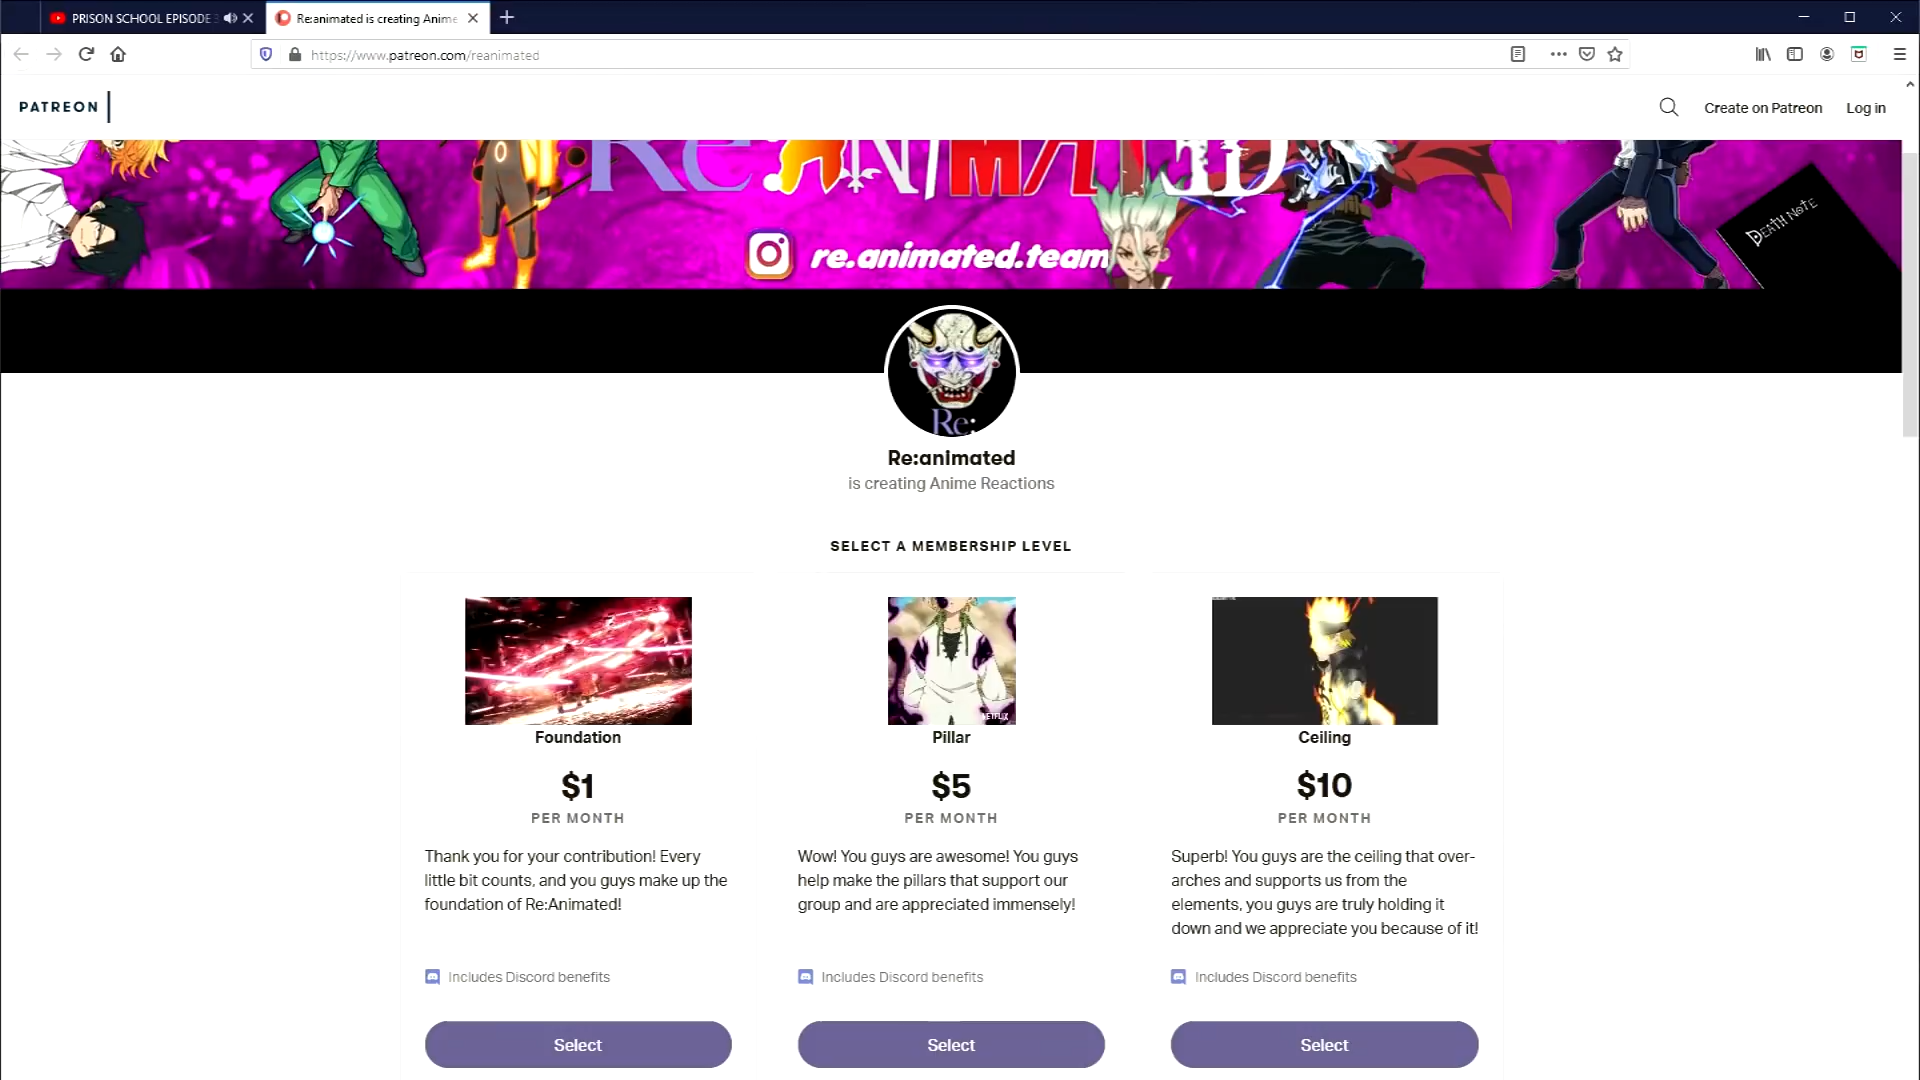 PRISON SCHOOL EPISODE 3
Re:animated is creating Anime
https://www.patreon.com/reanimated
PATREON
Create on Patreon
Log in
Re:ANIMATED
DEATH NOTE
re.animated.team
Re:
Re:animated
is creating Anime Reactions
SELECT A MEMBERSHIP LEVEL
NETFLIX
Foundation
Pillar
Ceiling
$1
$5
$10
PER MONTH
PER MONTH
PER MONTH
Thank you for your contribution! Every
little bit counts, and you guys make up the
foundation of Re:Animated!
Wow! You guys are awesome! You guys
help make the pillars that support our
group and are appreciated immensely!
Superb! You guys are the ceiling that over-
arches and supports us from the
elements, you guys are truly holding it
down and we appreciate you because of it!
Includes Discord benefits
Includes Discord benefits
Includes Discord benefits
Select
Select
Select